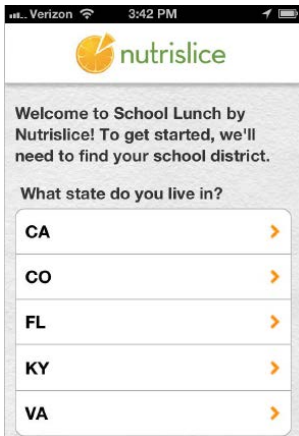 Verizon 3:42 PM
nutrislice
Welcome to School Lunch by
Nutrislice! To get started, we'll
need to find your school district.
What state do you live in?
CA
CO
FL
KY
VA